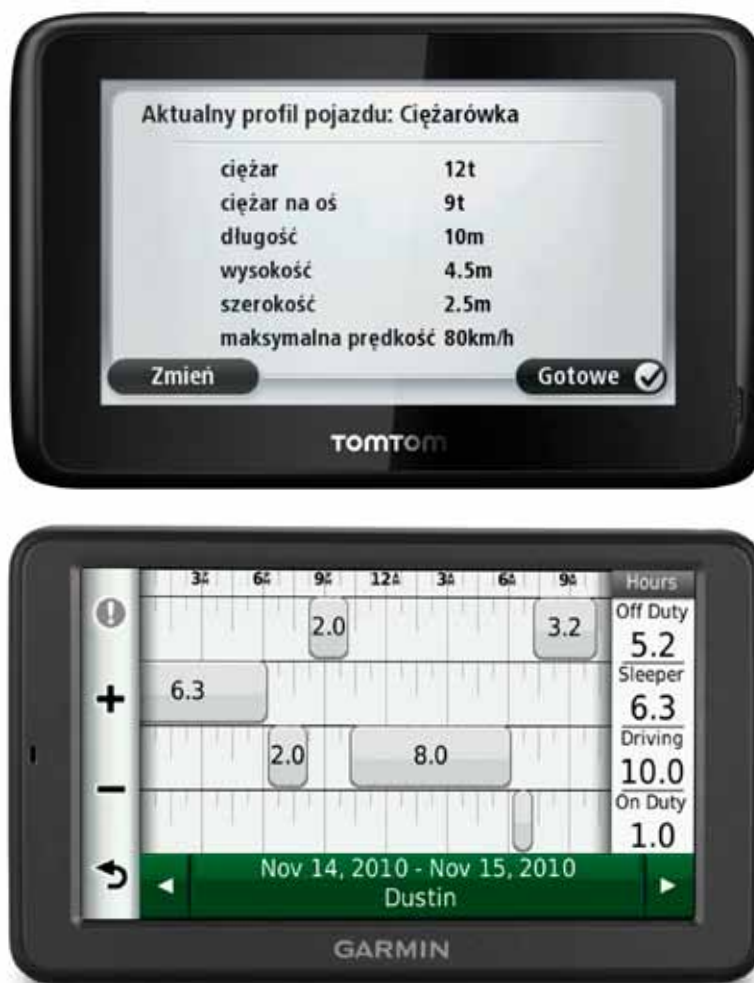 Aktualny profil pojazdu: Ciężarówka
ciężar 12t
ciężar na oś 9t
długość 10m
wysokość 4.5m
szerokość 2.5m
maksymalna prędkość 80km/h
Zmień Gotowe
TOMTOM
Hours
Off Duty
2.0 3.2 5.2
Sleeper
6.3 6.3
Driving
2.0 8.0 10.0
On Duty
1.0
Nov 14, 2010 - Nov 15, 2010
Dustin
GARMIN